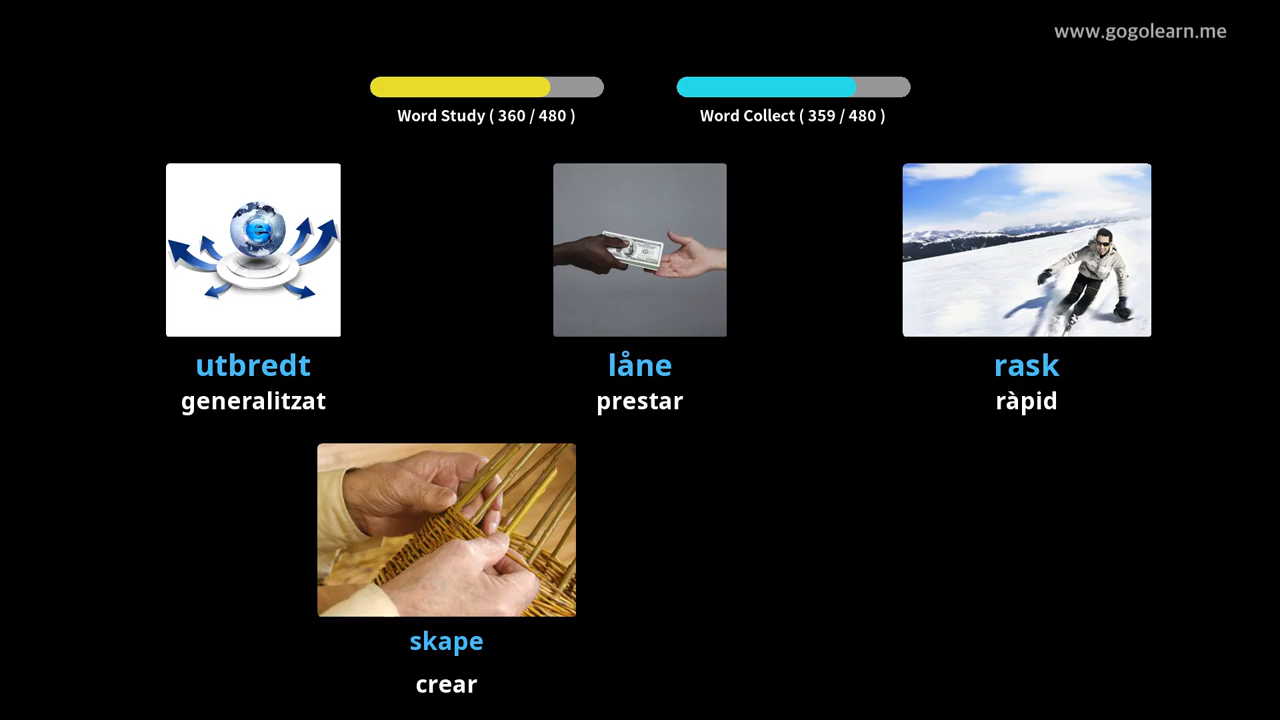 www.gogolearn.me
Word Study ( 360 / 480 )
Word Collect ( 359 / 480 )
utbredt
generalitzat
låne
prestar
rask
ràpid
skape
crear